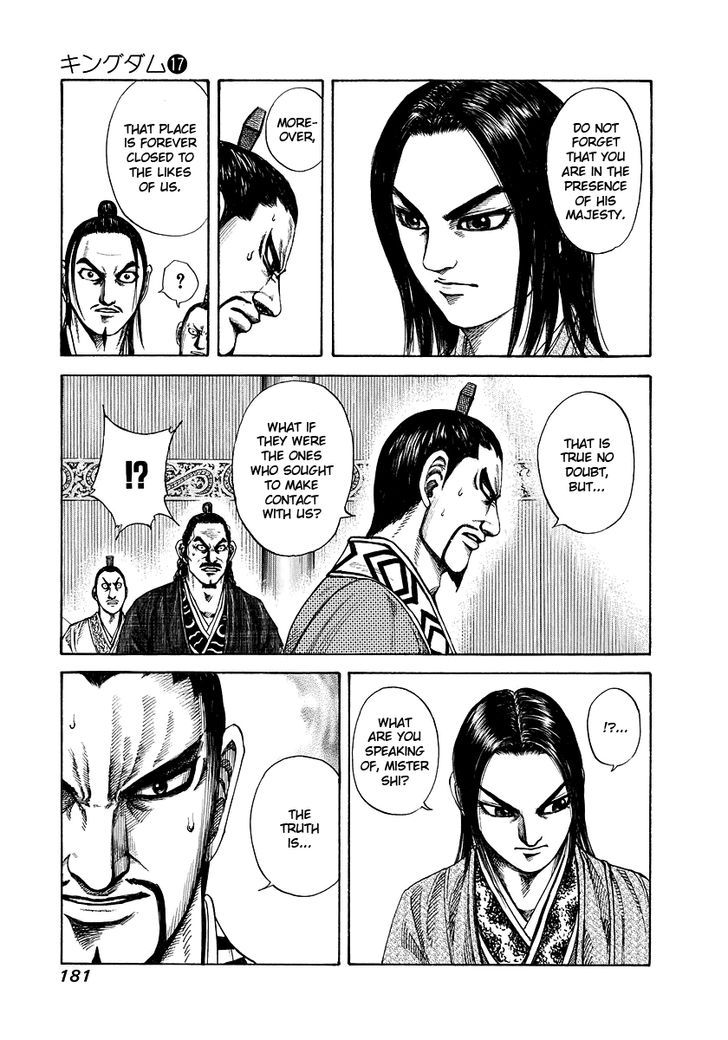 キングダム⓱
DO NOT
FORGET
THAT YOU
ARE IN THE
PRESENCE
OF HIS
MAJESTY.
MORE-
OVER,
THAT PLACE
IS FOREVER
CLOSED TO
THE LIKES
OF US.
?
THAT IS
TRUE NO
DOUBT,
BUT...
WHAT IF
THEY WERE
THE ONES
WHO SOUGHT
TO MAKE
CONTACT
WITH US?
!?
!?...
WHAT
ARE YOU
SPEAKING
OF, MISTER
SHI?
THE
TRUTH
IS...
181